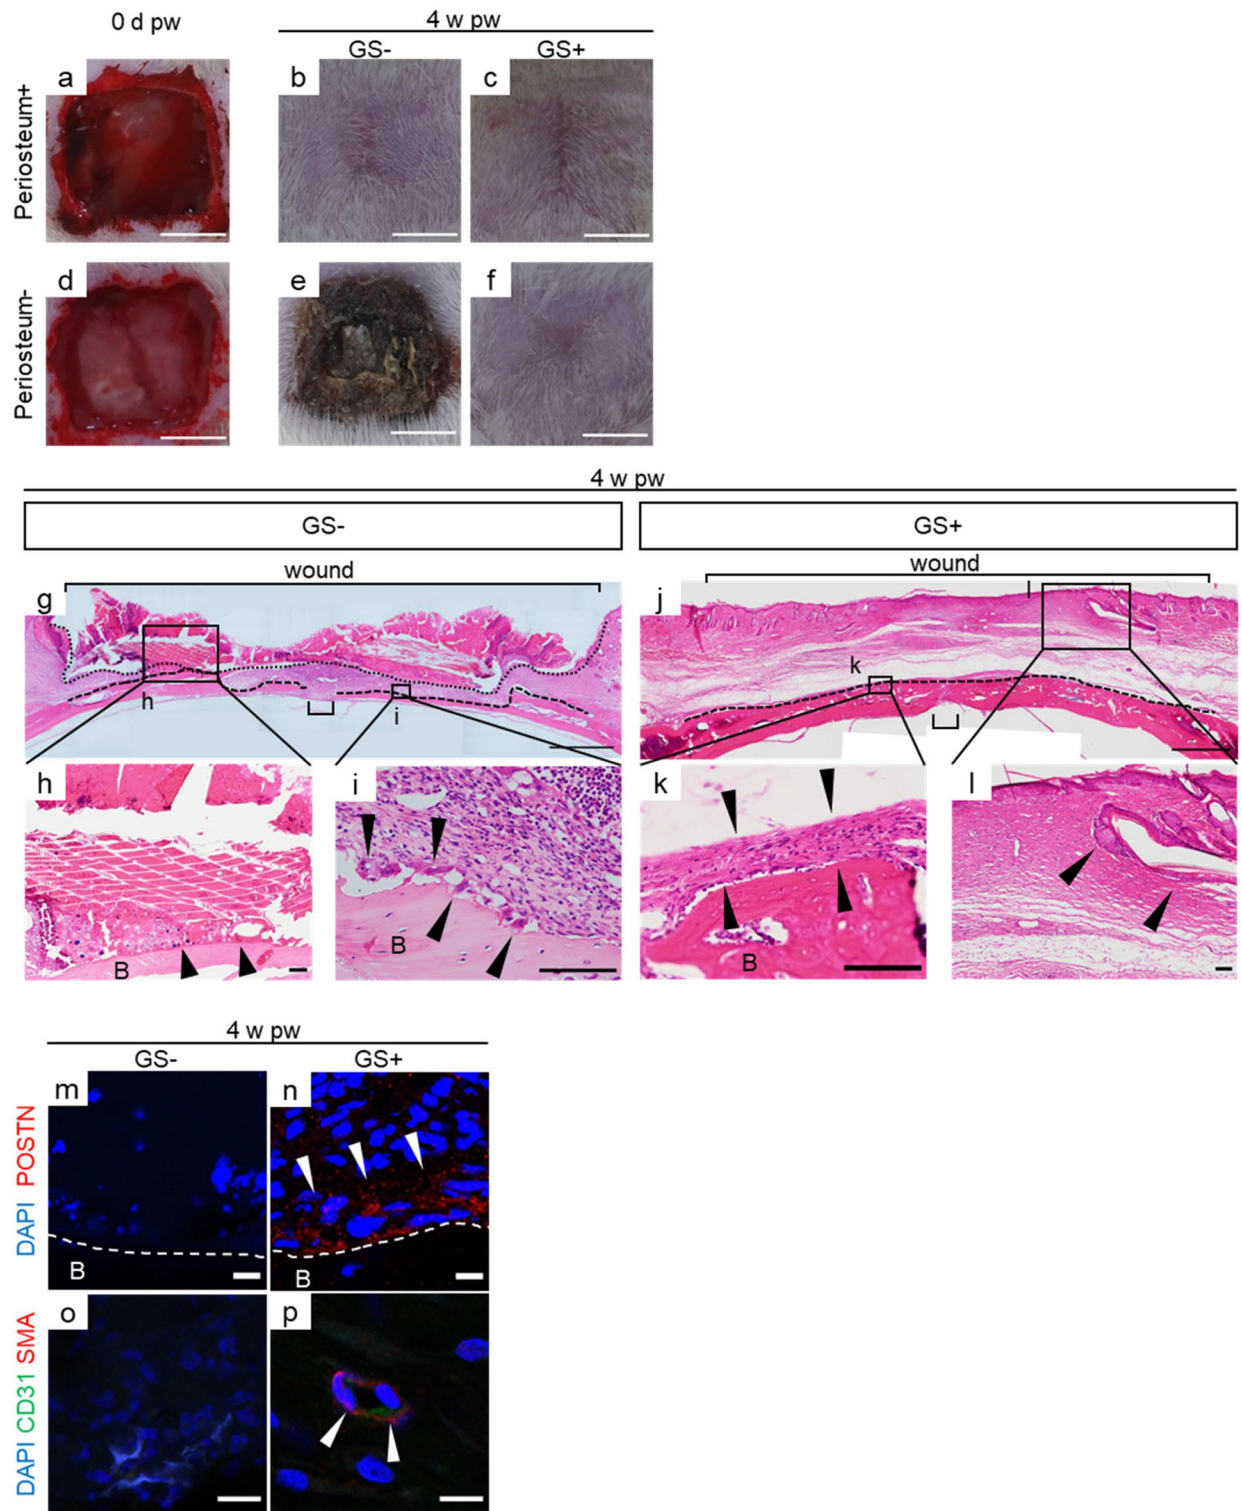 0 d pw
4 w pw
GS-
GS+
Periosteum+
a
b
c
Periosteum-
d
e
f
4 w pw
GS-
GS+
wound
wound
g
h
i
j
k
l
h
B
i
B
k
B
l
4 w pw
GS-
GS+
DAPI POSTN
m
B
n
B
DAPI CD31 SMA
o
p